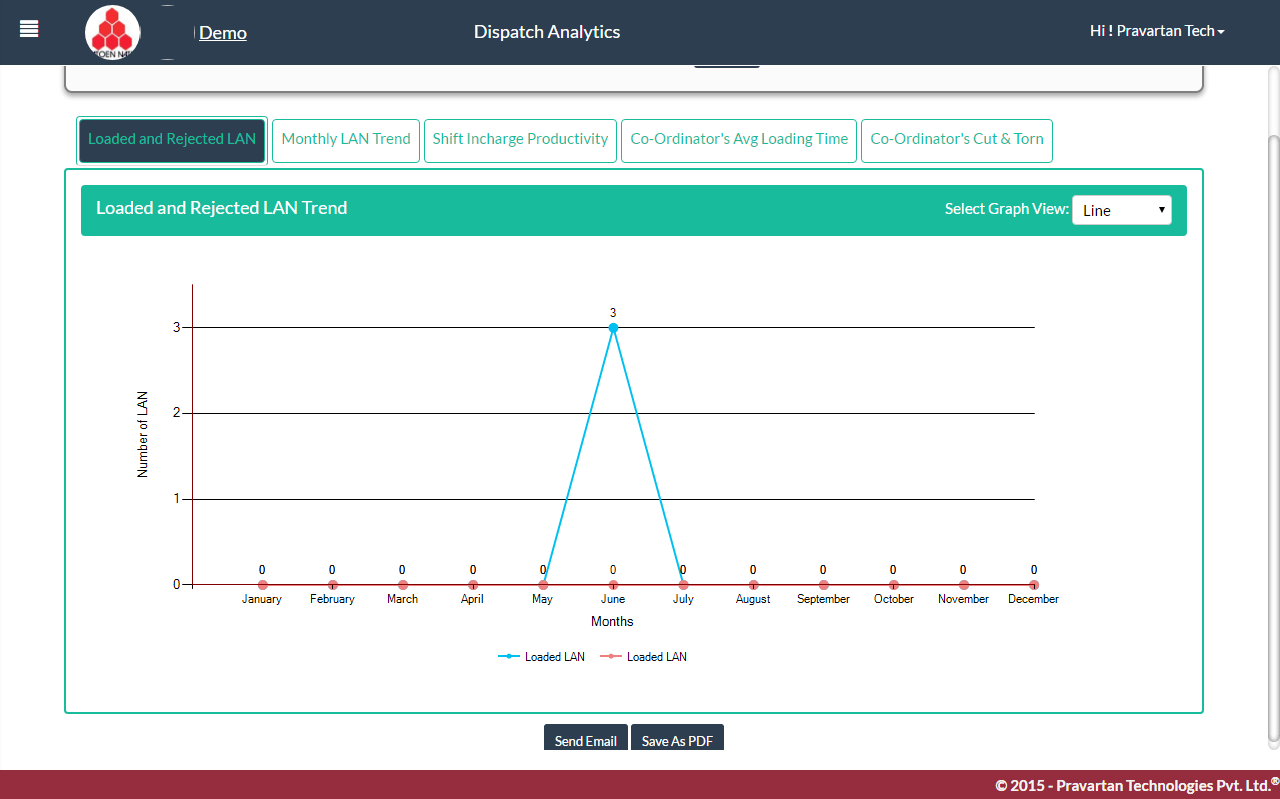 Demo
Dispatch Analytics
Hi ! Pravartan Tech
Loaded and Rejected LAN
Monthly LAN Trend
Shift Incharge Productivity
Co-Ordinator's Avg Loading Time
Co-Ordinator's Cut & Torn
Loaded and Rejected LAN Trend
Select Graph View: Line
3
3
2
Number of LAN
1
0 0 0 0 0 0 0 0 0 0 0 0
0
January February March April May June July August September October November December
Months
Loaded LAN Loaded LAN
Send Email Save As PDF
© 2015 - Pravartan Technologies Pvt. Ltd.®